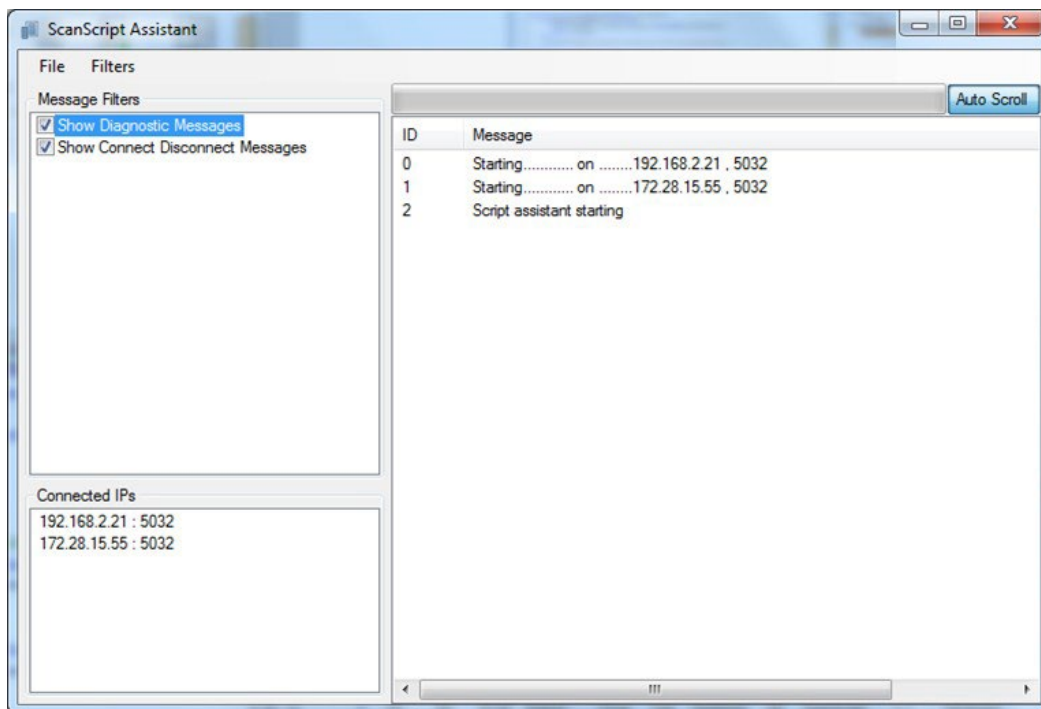 ScanScript Assistant
File Filters
Message Filters
Show Diagnostic Messages
Show Connect Disconnect Messages
Connected IPs
192.168.2.21 : 5032
172.28.15.55 : 5032
Auto Scroll
ID Message
0 Starting............ on ........192.168.2.21 , 5032
1 Starting............ on ........172.28.15.55 , 5032
2 Script assistant starting